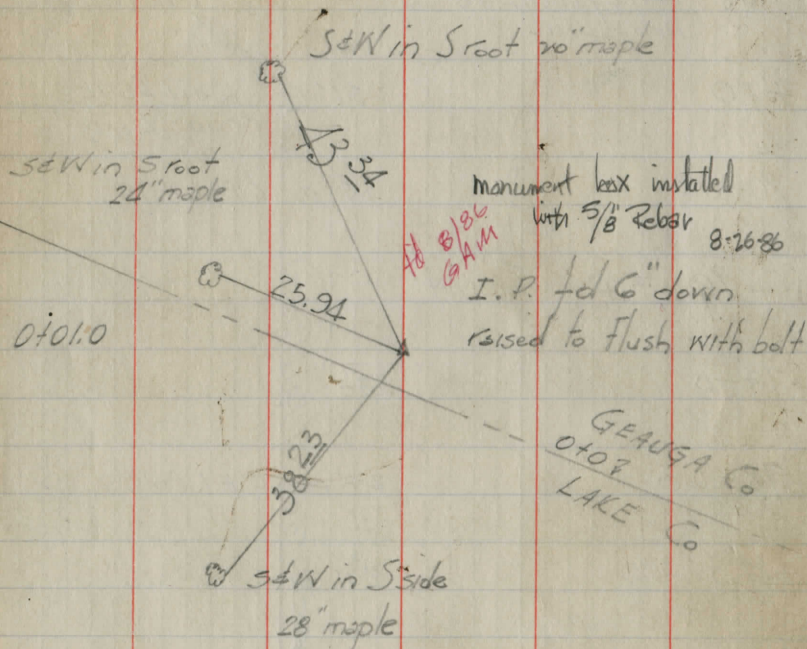 S&W in S root 20" maple
43.34
S&W in S root
24" maple
monument box installed
with 5/8" Rebar
8-26-86
fd 8/86
GAM
25.94
I.P. fd 6" down
raised to flush with bolt
0+01.0
GEAUGA Co
0+03
LAKE Co
38.23
S&W in S side
28" maple